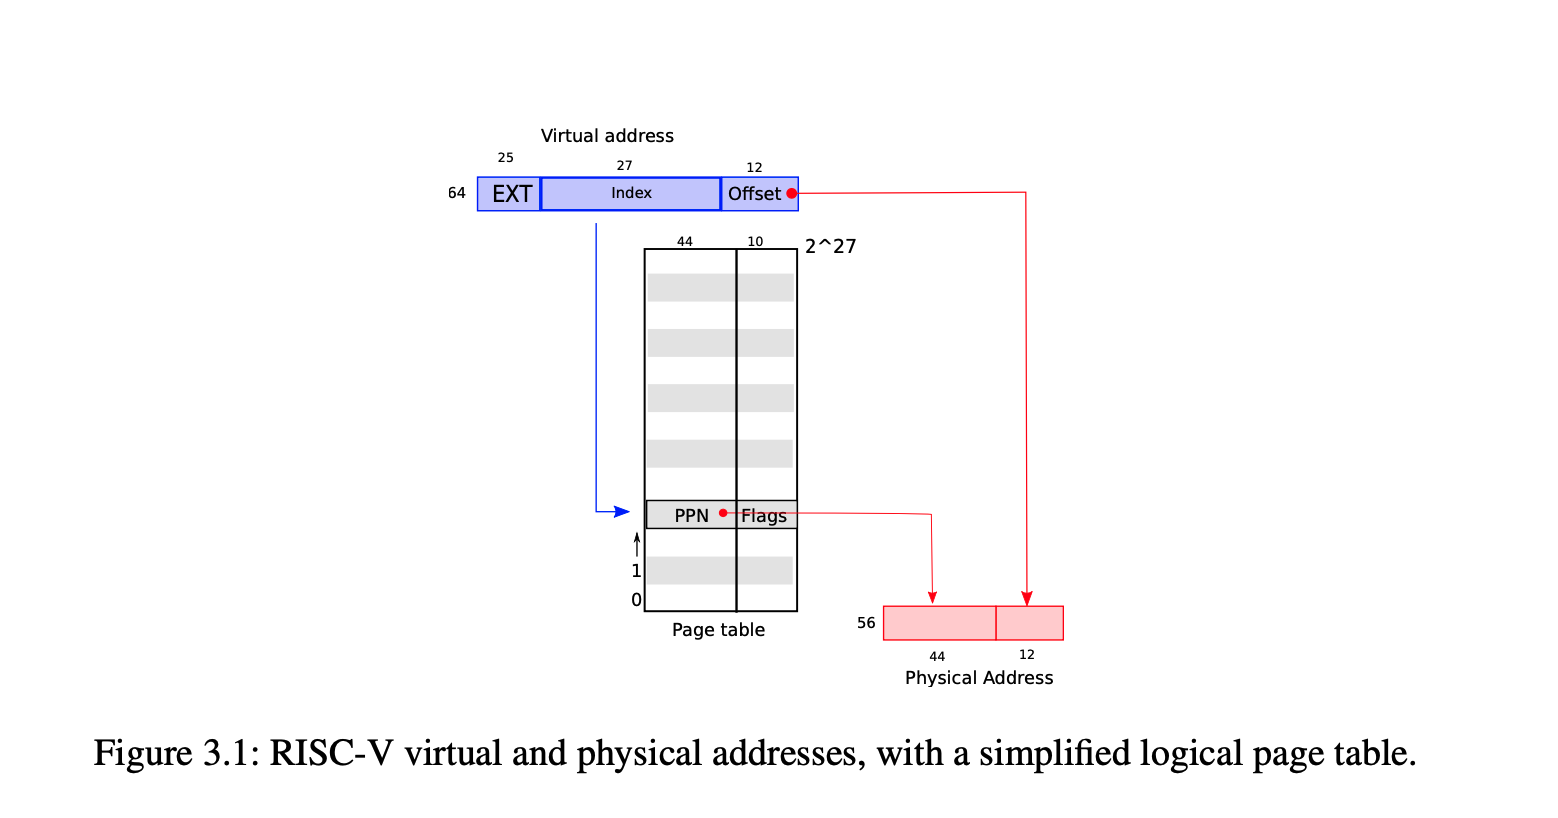 Virtual address
25 27 12
64 EXT Index Offset
44 10 2^27
PPN Flags
1
0
Page table
56
44 12
Physical Address
Figure 3.1: RISC-V virtual and physical addresses, with a simplified logical page table.